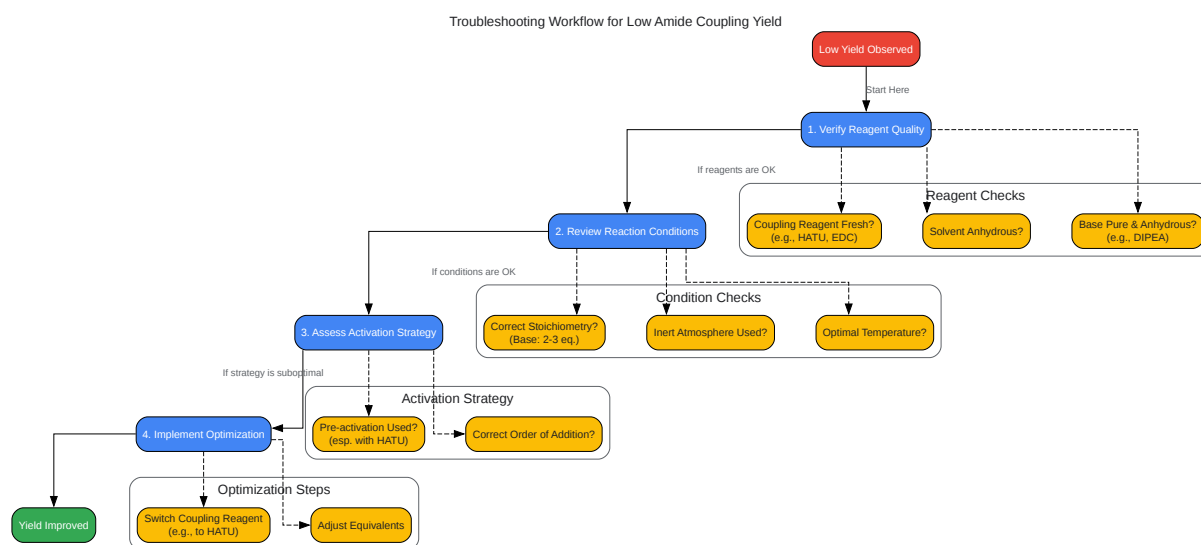 Troubleshooting Workflow for Low Amide Coupling Yield
Low Yield Observed
Start Here
1. Verify Reagent Quality
If reagents are OK
Reagent Checks
Coupling Reagent Fresh?
(e.g., HATU, EDC)
Solvent Anhydrous?
Base Pure & Anhydrous?
(e.g., DIPEA)
2. Review Reaction Conditions
If conditions are OK
Condition Checks
Correct Stoichiometry?
(Base: 2-3 eq.)
Inert Atmosphere Used?
Optimal Temperature?
3. Assess Activation Strategy
If strategy is suboptimal
Activation Strategy
Pre-activation Used?
(esp. with HATU)
Correct Order of Addition?
4. Implement Optimization
Optimization Steps
Switch Coupling Reagent
(e.g., to HATU)
Adjust Equivalents
Yield Improved